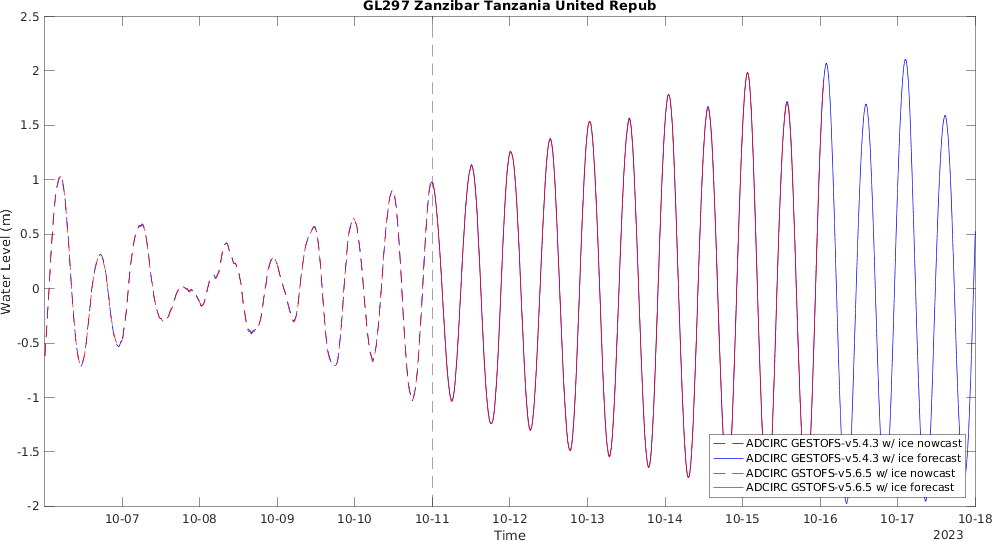 GL297 Zanzibar Tanzania United Repub
Water Level (m)
2.5
2
1.5
1
0.5
0
-0.5
-1
-1.5
-2
ADCIRC GESTOFS-v5.4.3 w/ ice nowcast
ADCIRC GESTOFS-v5.4.3 w/ ice forecast
ADCIRC GSTOFS-v5.6.5 w/ ice nowcast
ADCIRC GSTOFS-v5.6.5 w/ ice forecast
10-07 10-08 10-09 10-10 10-11 10-12 10-13 10-14 10-15 10-16 10-17 10-18
Time
2023